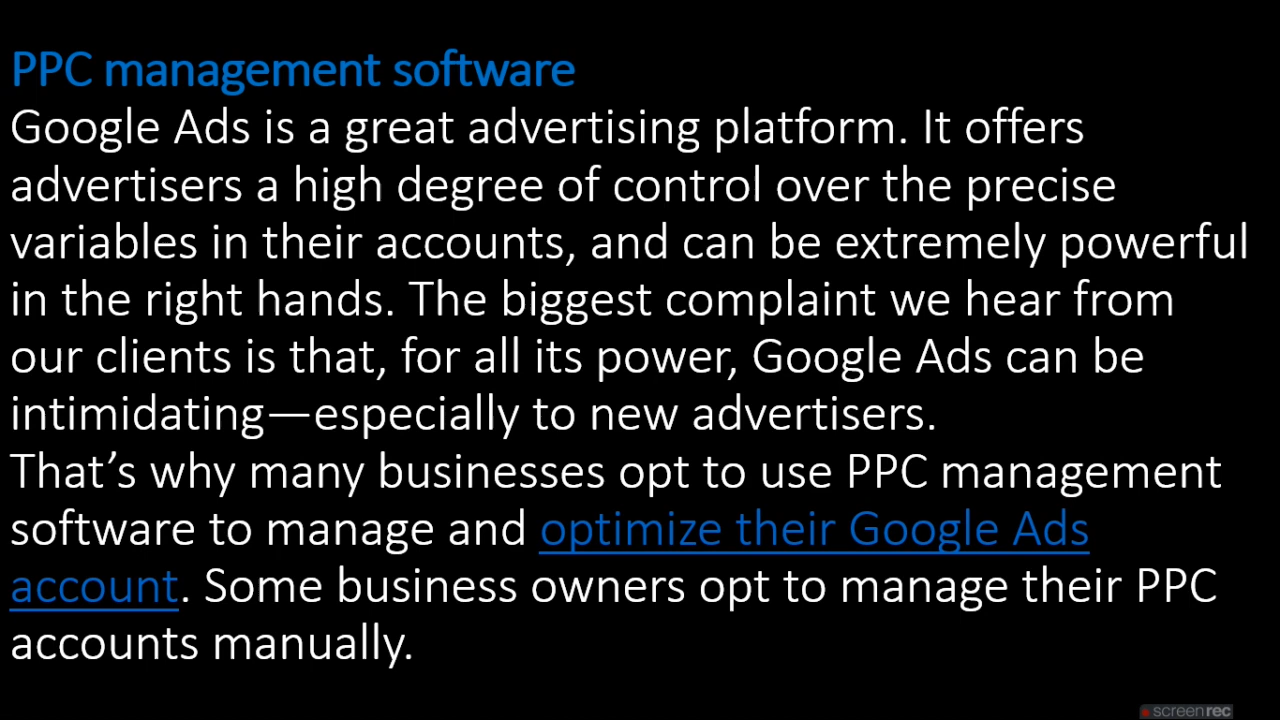 PPC management software
Google Ads is a great advertising platform. It offers
advertisers a high degree of control over the precise
variables in their accounts, and can be extremely powerful
in the right hands. The biggest complaint we hear from
our clients is that, for all its power, Google Ads can be
intimidating—especially to new advertisers.
That’s why many businesses opt to use PPC management
software to manage and optimize their Google Ads
account. Some business owners opt to manage their PPC
accounts manually.
screenrec